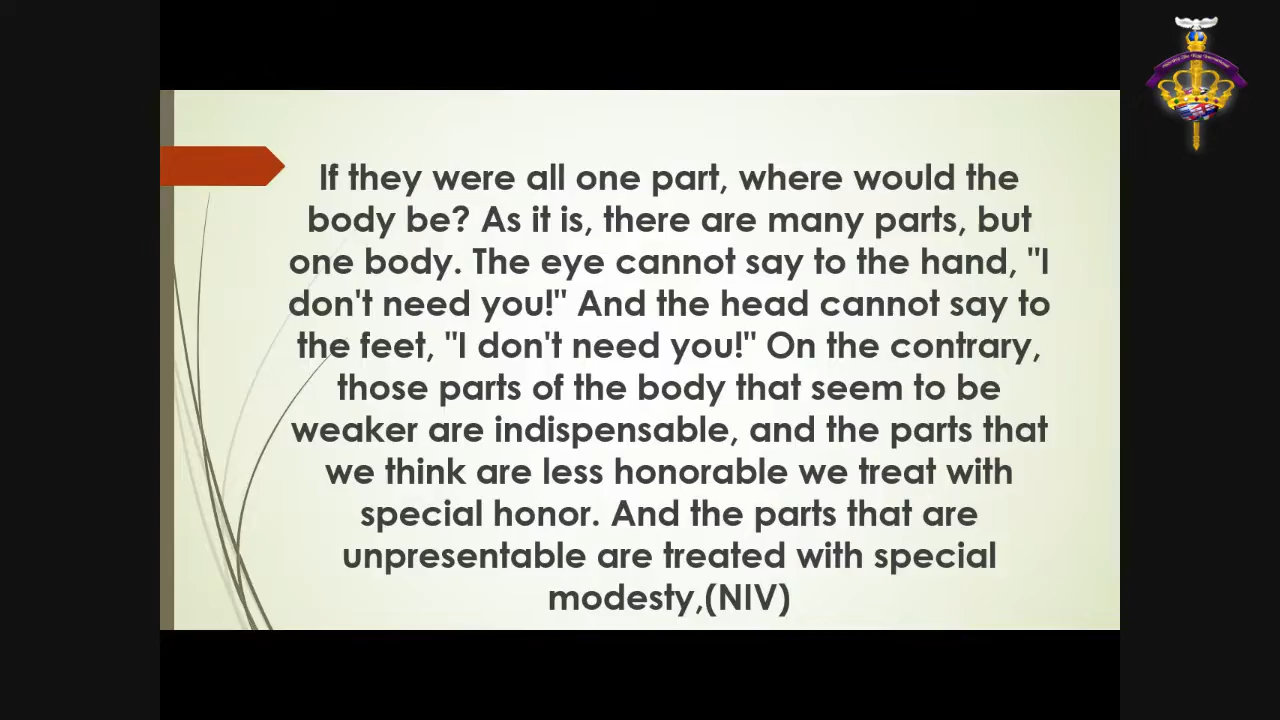 If they were all one part, where would the
body be? As it is, there are many parts, but
one body. The eye cannot say to the hand, "I
don't need you!" And the head cannot say to
the feet, "I don't need you!" On the contrary,
those parts of the body that seem to be
weaker are indispensable, and the parts that
we think are less honorable we treat with
special honor. And the parts that are
unpresentable are treated with special
modesty,(NIV)